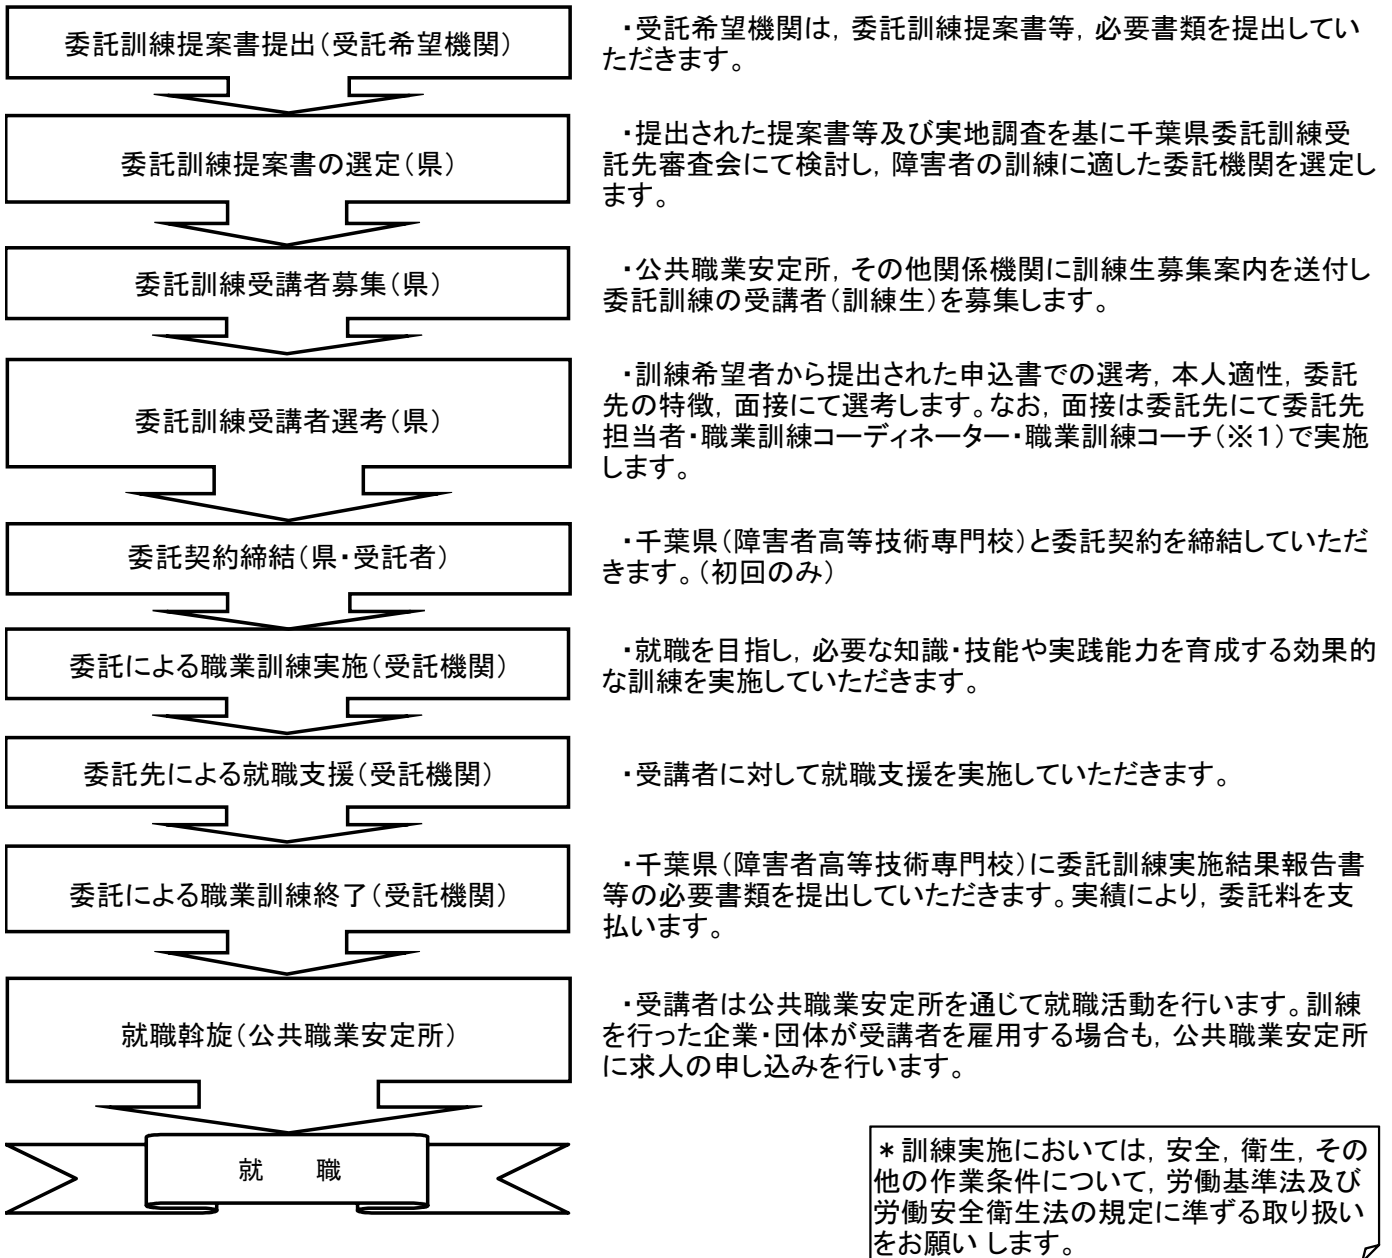 委託訓練提案書提出（受託希望機関）
・受託希望機関は，委託訓練提案書等，必要書類を提出してい
ただきます。
委託訓練提案書の選定（県）
・提出された提案書等及び実地調査を基に千葉県委託訓練受
託先審査会にて検討し，障害者の訓練に適した委託機関を選定し
ます。
委託訓練受講者募集（県）
・公共職業安定所，その他関係機関に訓練生募集案内を送付し
委託訓練の受講者（訓練生）を募集します。
委託訓練受講者選考（県）
・訓練希望者から提出された申込書での選考，本人適性，委託
先の特徴，面接にて選考します。なお，面接は委託先にて委託先
担当者・職業訓練コーディネーター・職業訓練コーチ（※１）で実施
します。
委託契約締結（県・受託者）
・千葉県（障害者高等技術専門校）と委託契約を締結していただ
きます。（初回のみ）
委託による職業訓練実施（受託機関）
・就職を目指し，必要な知識・技能や実践能力を育成する効果的
な訓練を実施していただきます。
委託先による就職支援（受託機関）
・受講者に対して就職支援を実施していただきます。
委託による職業訓練終了（受託機関）
・千葉県（障害者高等技術専門校）に委託訓練実施結果報告書
等の必要書類を提出していただきます。実績により，委託料を支
払います。
就職斡旋（公共職業安定所）
・受講者は公共職業安定所を通じて就職活動を行います。訓練
を行った企業・団体が受講者を雇用する場合も，公共職業安定所
に求人の申し込みを行います。
就　職
＊訓練実施においては，安全，衛生，その
他の作業条件について，労働基準法及び
労働安全衛生法の規定に準ずる取り扱い
をお願い します。